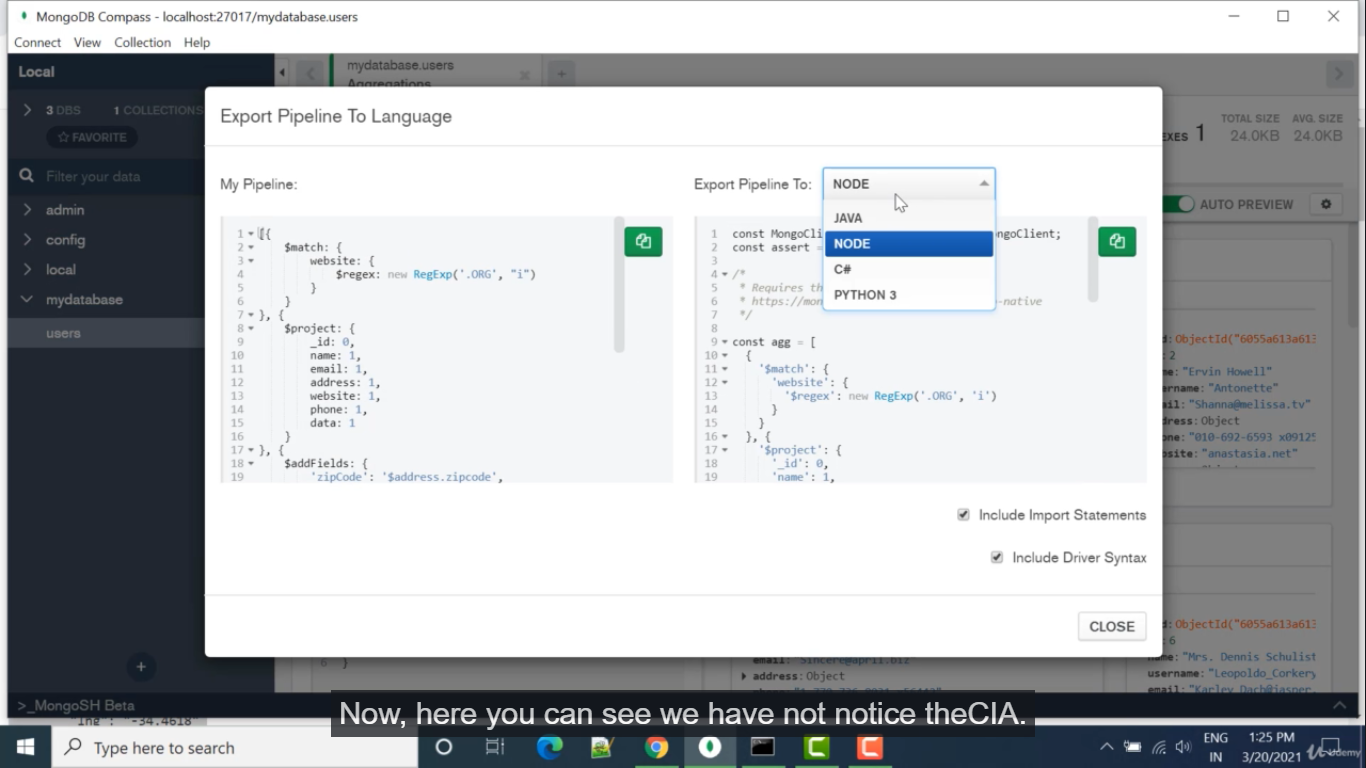 MongoDB Compass - localhost:27017/mydatabase.users
Connect View Collection Help
Local
mydatabase.users
Aggregations
3 DBS 1 COLLECTIONS
FAVORITE
EXES 1
TOTAL SIZE AVG. SIZE
24.0KB 24.0KB
Filter your data
AUTO PREVIEW
admin
config
local
mydatabase
users
Export Pipeline To Language
My Pipeline:
1 [{
2 $match: {
3 website: {
4 $regex: new RegExp('.ORG', "i")
5 }
6 }
7 }, {
8 $project: {
9 _id: 0,
10 name: 1,
11 email: 1,
12 address: 1,
13 website: 1,
14 phone: 1,
15 data: 1
16 }
17 }, {
18 $addFields: {
19 'zipCode': '$address.zipcode',
Export Pipeline To: NODE
JAVA
NODE
C#
PYTHON 3
1 const MongoCli ongoClient;
2 const assert =
3
4 /*
5 * Requires th
6 * https://mon -native
7 */
8
9 const agg = [
10 {
11 '$match': {
12 'website': {
13 '$regex': new RegExp('.ORG', 'i')
14 }
15 }
16 }, {
17 '$project': {
18 '_id': 0,
19 'name': 1,
Include Import Statements
Include Driver Syntax
CLOSE
d: ObjectId("6055a613a613
: 2
me: "Ervin Howell"
ername: "Antonette"
ail: "Shanna@melissa.tv"
dress: Object
one: "010-692-6593 x09125
bsite: "anastasia.net"
d: ObjectId("6055a613a613
: 6
name: "Mrs. Dennis Schulist
username: "Leopoldo_Corkery
email: "Karley_Dach@jasper.
6 }
email: "Sincere@april.biz"
address: Object
>_MongoSH Beta
"lng" : "-34.4618"
Now, here you can see we have not notice theCIA.
Type here to search
ENG
IN
1:25 PM
3/20/2021
Udemy